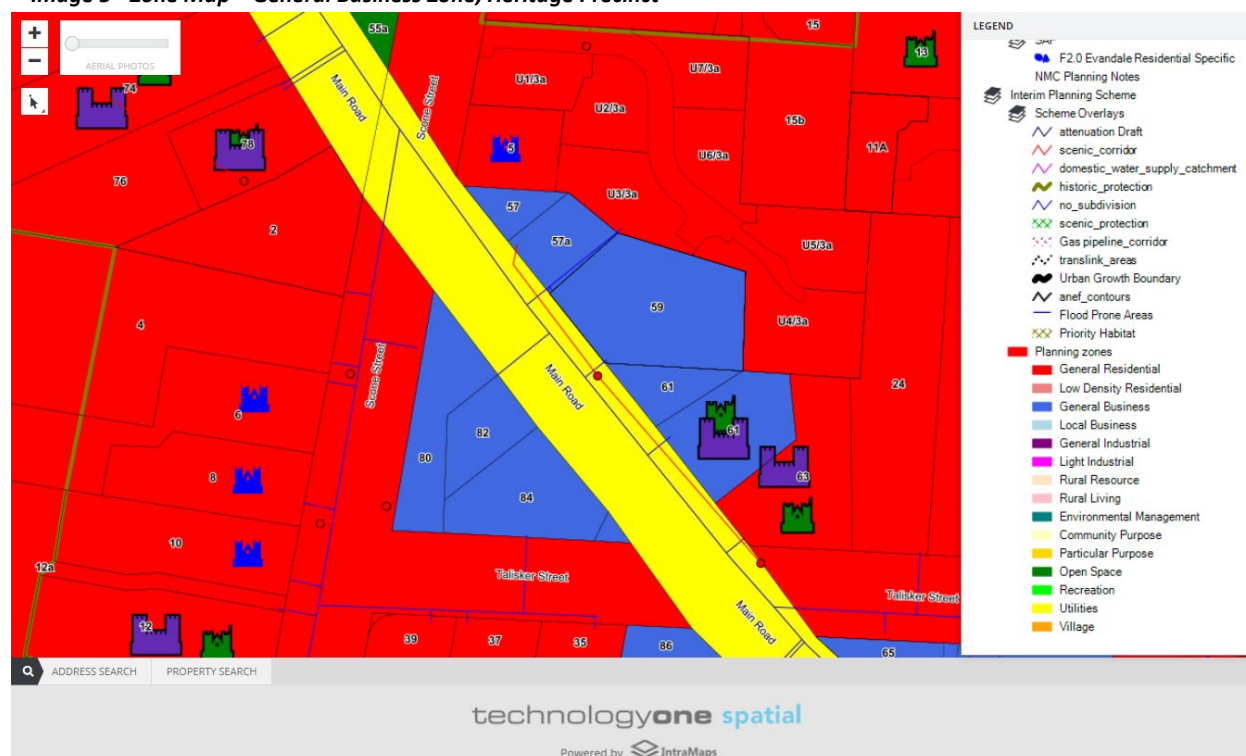 Image 3 - Zone Map – General Business Zone, Heritage Precinct
+
−
AERIAL PHOTOS
LEGEND
SAP
F2.0 Evandale Residential Specific
NMC Planning Notes
Interim Planning Scheme
Scheme Overlays
attenuation Draft
scenic_corridor
domestic_water_supply_catchment
historic_protection
no_subdivision
scenic_protection
Gas pipeline_corridor
translink_areas
Urban Growth Boundary
anef_contours
Flood Prone Areas
Priority Habitat
Planning zones
General Residential
Low Density Residential
General Business
Local Business
General Industrial
Light Industrial
Rural Resource
Rural Living
Environmental Management
Community Purpose
Particular Purpose
Open Space
Recreation
Utilities
Village
55a
15
13
74
Main Road
Scone Street
U1/3a
U7/3a
U2/3a
15b
11A
78
5
U6/3a
76
U3/3a
57
2
57a
U5/3a
59
4
U4/3a
Main Road
Scone Street
61
24
6
82
61
80
63
8
84
10
12a
Talisker Street
Talisker Street
Main Road
12
39
37
35
86
65
ADDRESS SEARCH
PROPERTY SEARCH
technologyone spatial
Powered by IntraMaps